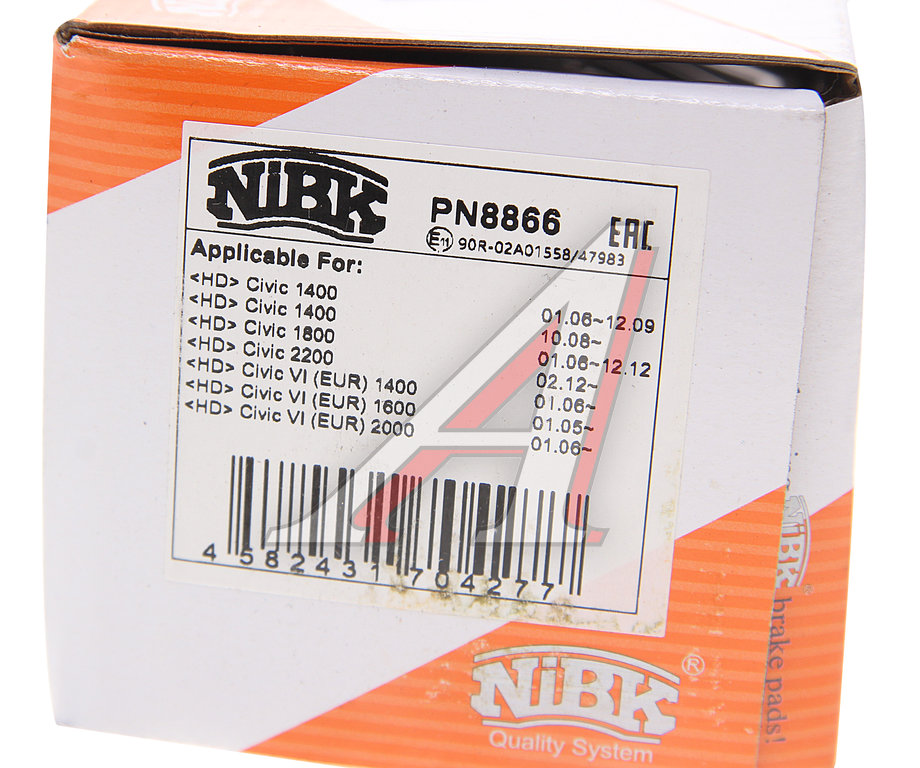 NiBK
PN8866
EAC
E11 90R-02A01558/47983
Applicable For:
<HD> Civic 1400 01.06~12.09
<HD> Civic 1400 10.08~
<HD> Civic 1800 01.06~12.12
<HD> Civic 2200 02.12~
<HD> Civic VI (EUR) 1400 01.06~
<HD> Civic VI (EUR) 1600 01.05~
<HD> Civic VI (EUR) 2000 01.06~
4 582431 704277
NiBK
brake pads!
NiBK ®
Quality System